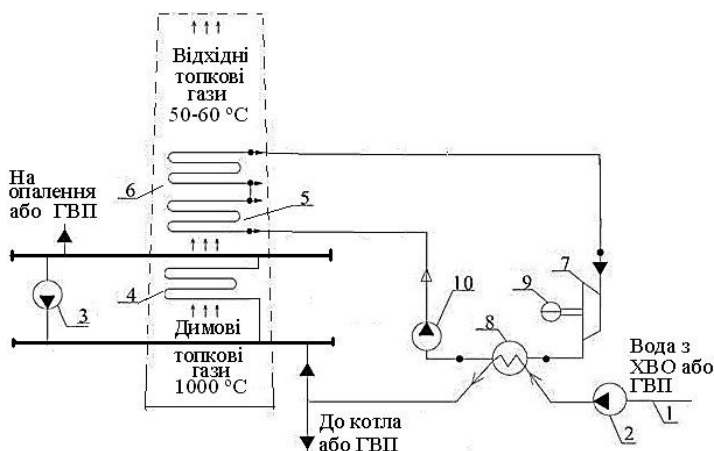 Відхідні
топкові
гази
50-60 °С
На
опалення
або ГВП
6
5
7
4
3
10
9
8
Димові
топкові
гази
1000 °С
Вода з
ХВО або
ГВП
1
2
До котла
або ГВП